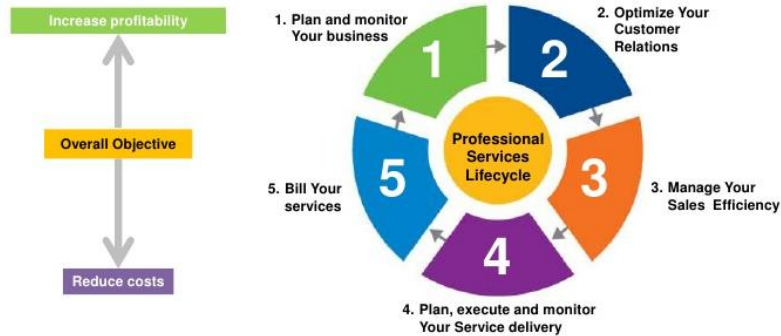 Increase profitability
Overall Objective
Reduce costs
1. Plan and monitor
Your business
2. Optimize Your
Customer
Relations
1
2
3
4
5
Professional
Services
Lifecycle
3. Manage Your
Sales Efficiency
5. Bill Your
services
4. Plan, execute and monitor
Your Service delivery